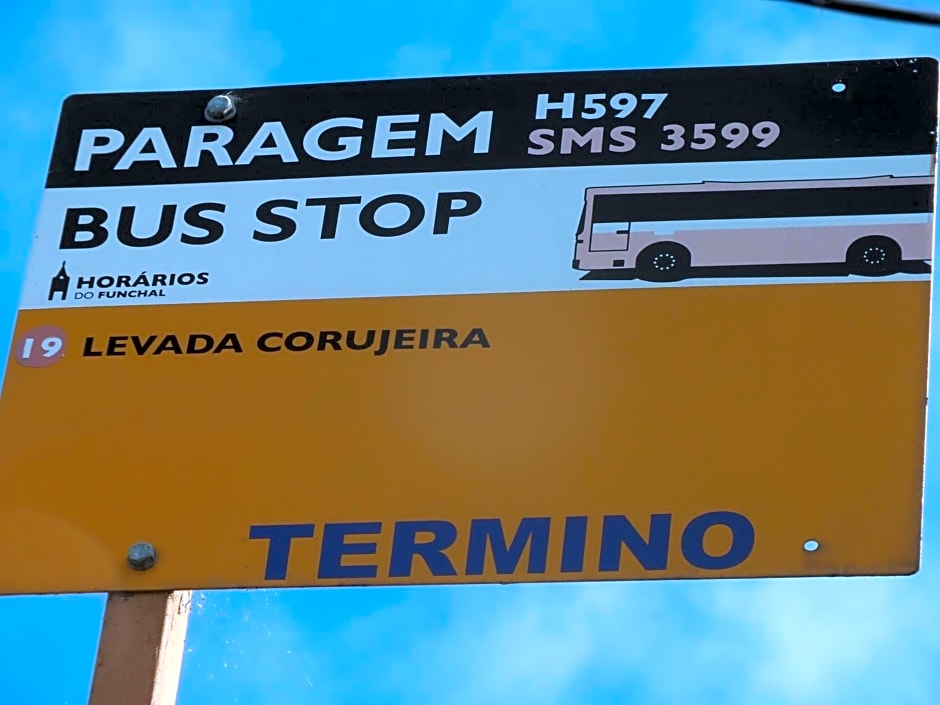 PARAGEM H597
SMS 3599
BUS STOP
HORÁRIOS
DO FUNCHAL
19 LEVADA CORUJEIRA
TERMINO